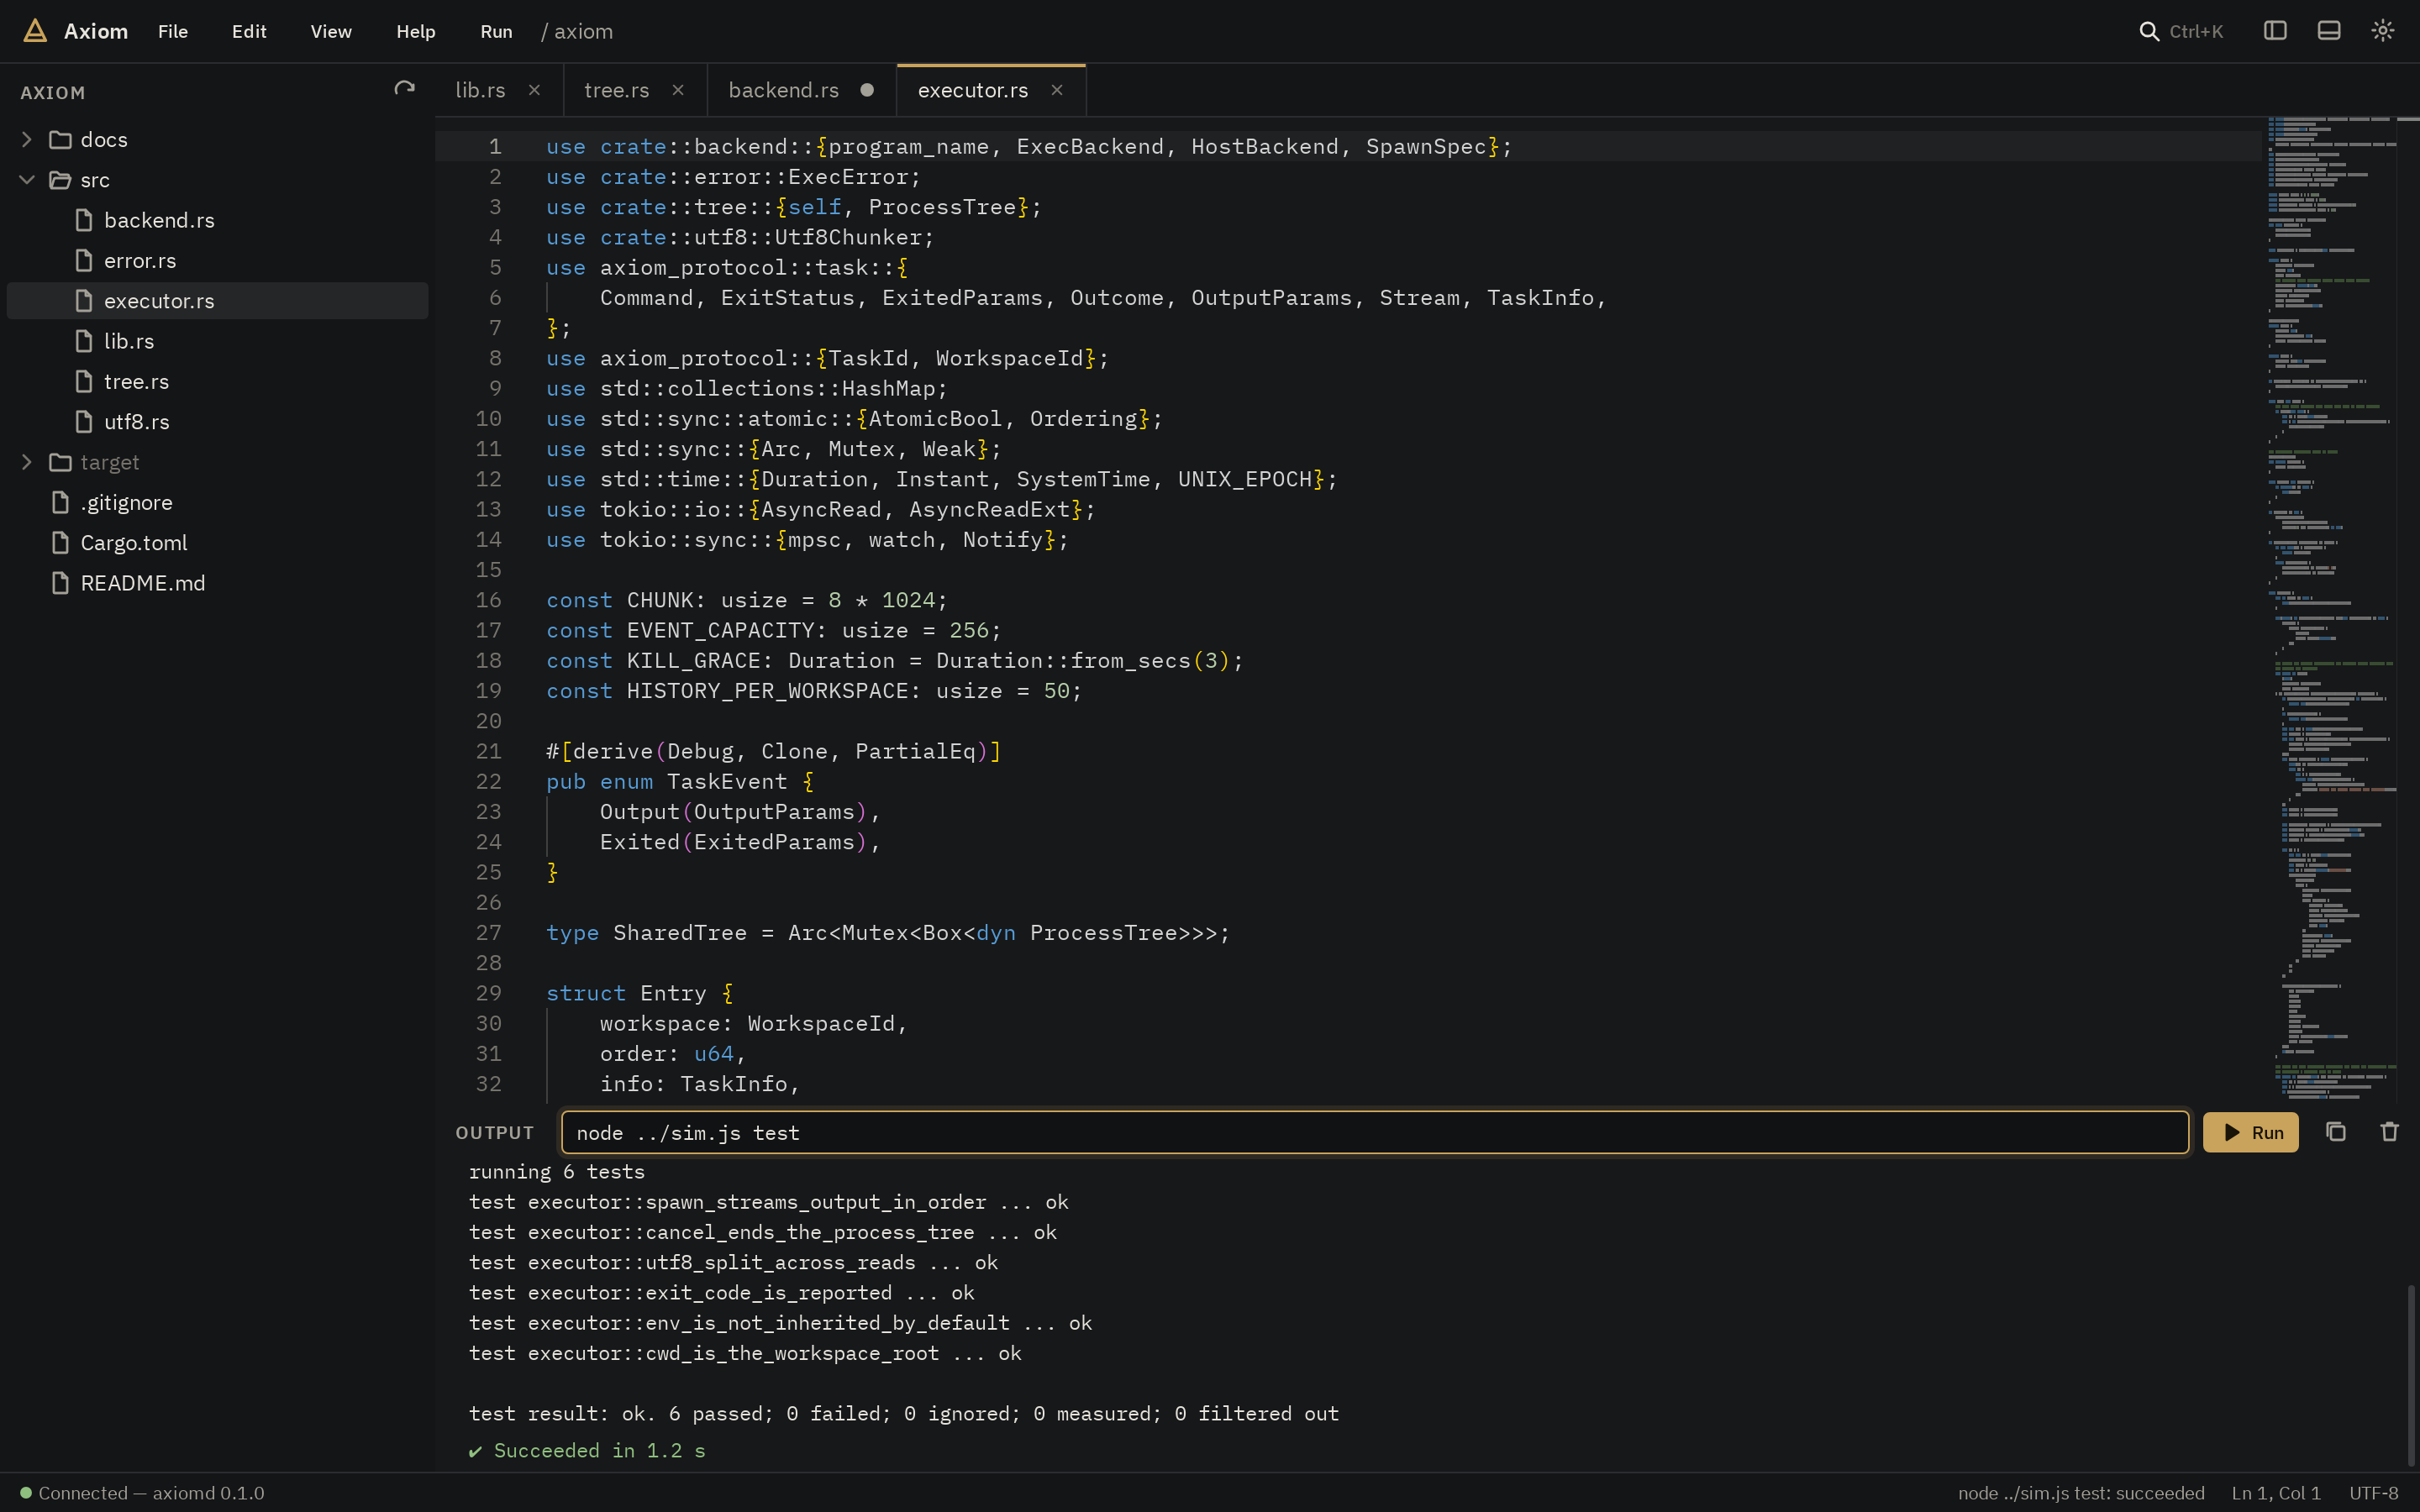 Axiom File Edit View Help Run / axiom Ctrl+K
AXIOM
docs
src
backend.rs
error.rs
executor.rs
lib.rs
tree.rs
utf8.rs
target
.gitignore
Cargo.toml
README.md
lib.rs × tree.rs × backend.rs executor.rs ×
1 use crate::backend::{program_name, ExecBackend, HostBackend, SpawnSpec};
2 use crate::error::ExecError;
3 use crate::tree::{self, ProcessTree};
4 use crate::utf8::Utf8Chunker;
5 use axiom_protocol::task::{
6     Command, ExitStatus, ExitedParams, Outcome, OutputParams, Stream, TaskInfo,
7 };
8 use axiom_protocol::{TaskId, WorkspaceId};
9 use std::collections::HashMap;
10 use std::sync::atomic::{AtomicBool, Ordering};
11 use std::sync::{Arc, Mutex, Weak};
12 use std::time::{Duration, Instant, SystemTime, UNIX_EPOCH};
13 use tokio::io::{AsyncRead, AsyncReadExt};
14 use tokio::sync::{mpsc, watch, Notify};
15
16 const CHUNK: usize = 8 * 1024;
17 const EVENT_CAPACITY: usize = 256;
18 const KILL_GRACE: Duration = Duration::from_secs(3);
19 const HISTORY_PER_WORKSPACE: usize = 50;
20
21 #[derive(Debug, Clone, PartialEq)]
22 pub enum TaskEvent {
23     Output(OutputParams),
24     Exited(ExitedParams),
25 }
26
27 type SharedTree = Arc<Mutex<Box<dyn ProcessTree>>>;
28
29 struct Entry {
30     workspace: WorkspaceId,
31     order: u64,
32     info: TaskInfo,
OUTPUT node ../sim.js test Run
running 6 tests
test executor::spawn_streams_output_in_order ... ok
test executor::cancel_ends_the_process_tree ... ok
test executor::utf8_split_across_reads ... ok
test executor::exit_code_is_reported ... ok
test executor::env_is_not_inherited_by_default ... ok
test executor::cwd_is_the_workspace_root ... ok
test result: ok. 6 passed; 0 failed; 0 ignored; 0 measured; 0 filtered out
✔ Succeeded in 1.2 s
Connected — axiomd 0.1.0 node ../sim.js test: succeeded Ln 1, Col 1 UTF-8